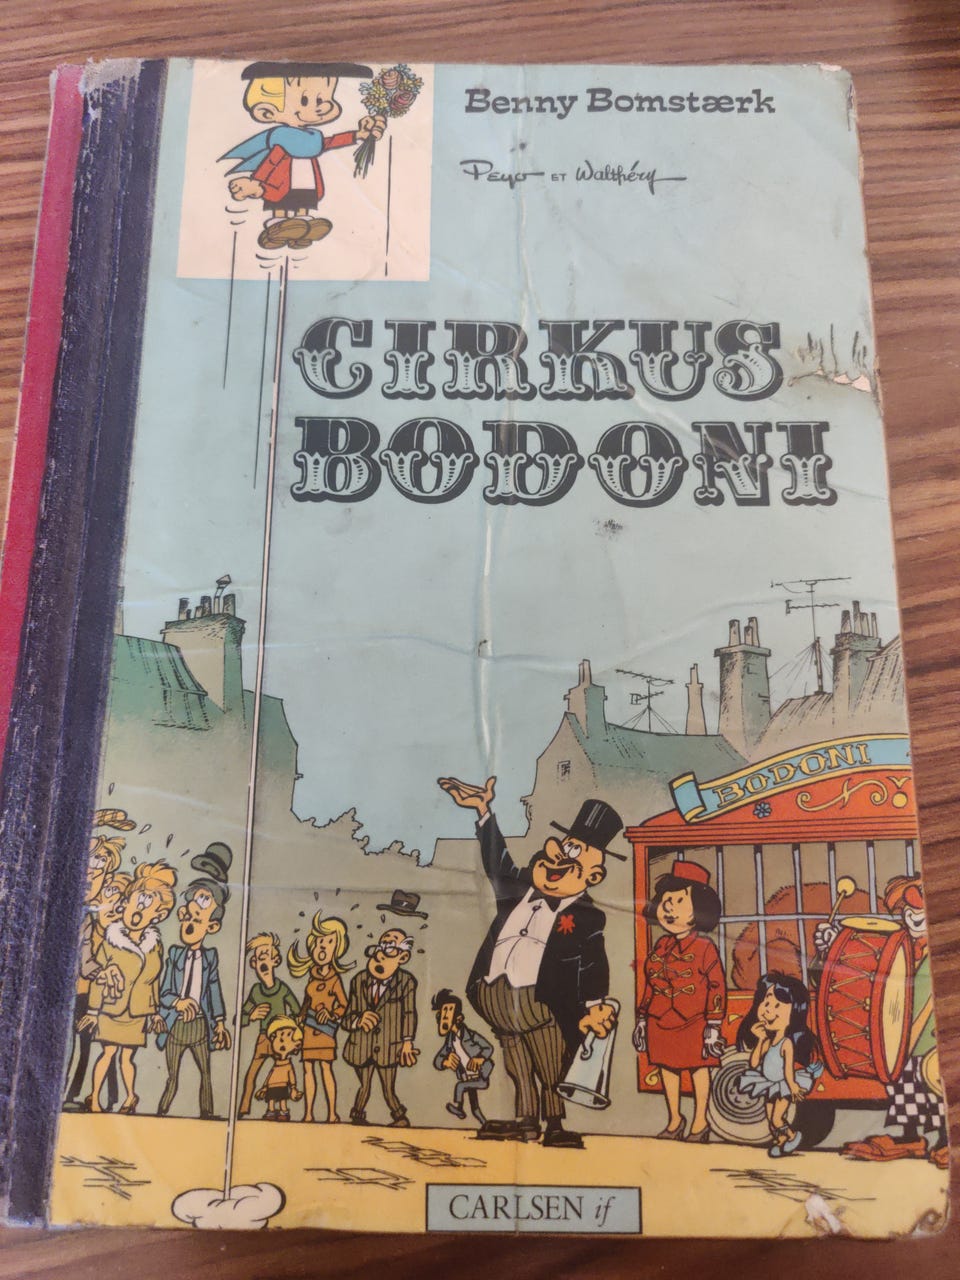 Benny Bomstærk
Peyo ET Walthéry
CIRKUS
BODONI
BODONI
CARLSEN if